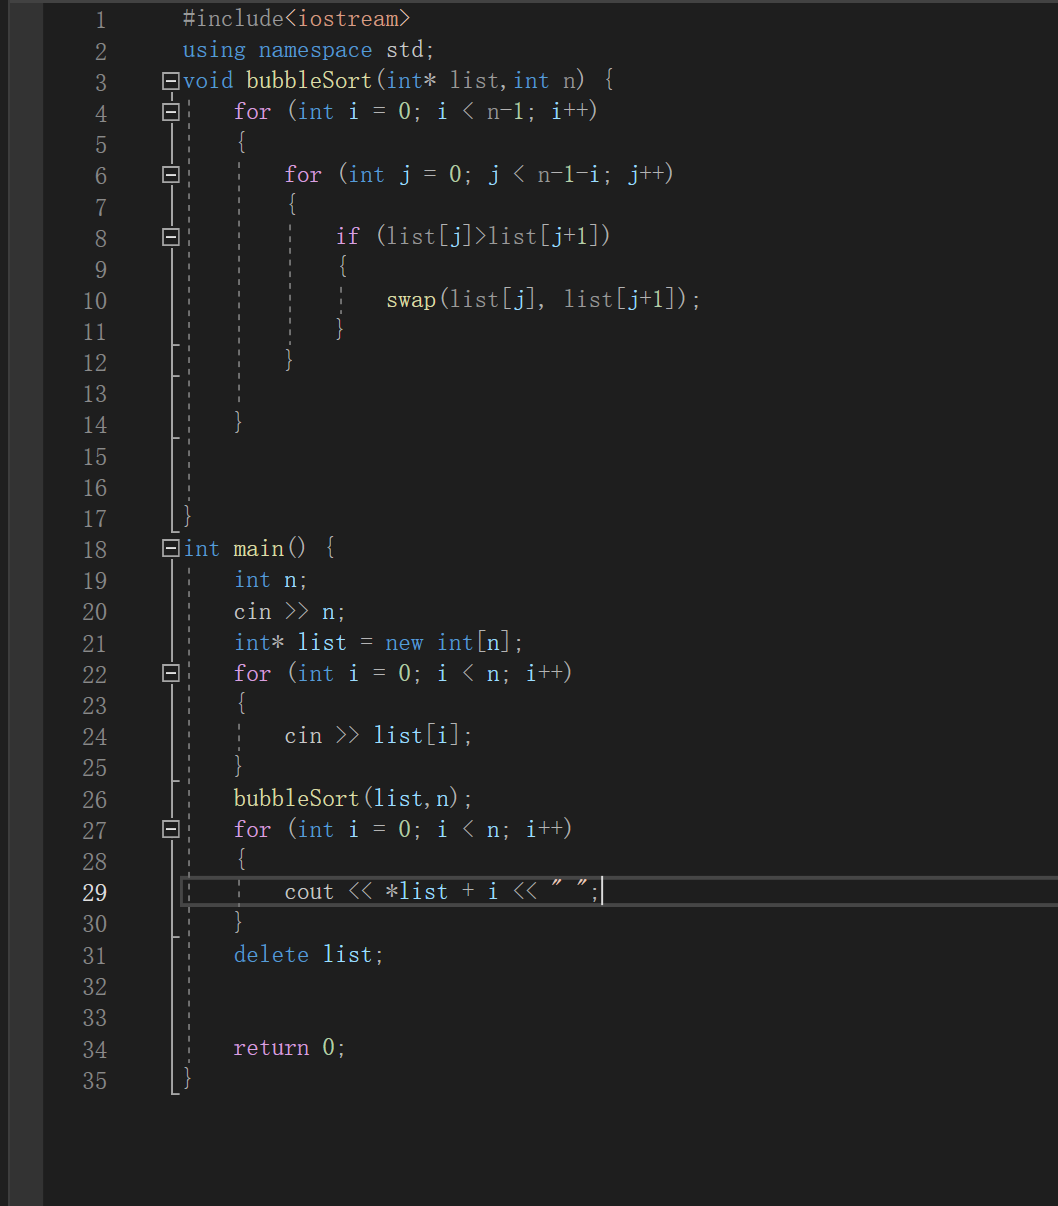 1 #include<iostream>
2 using namespace std;
3 void bubbleSort(int* list,int n) {
4 for (int i = 0; i < n-1; i++)
5 {
6 for (int j = 0; j < n-1-i; j++)
7 {
8 if (list[j]>list[j+1])
9 {
10 swap(list[j], list[j+1]);
11 }
12 }
13
14 }
15
16
17 }
18 int main() {
19 int n;
20 cin >> n;
21 int* list = new int[n];
22 for (int i = 0; i < n; i++)
23 {
24 cin >> list[i];
25 }
26 bubbleSort(list,n);
27 for (int i = 0; i < n; i++)
28 {
29 cout << *list + i << " ";
30 }
31 delete list;
32
33
34 return 0;
35 }